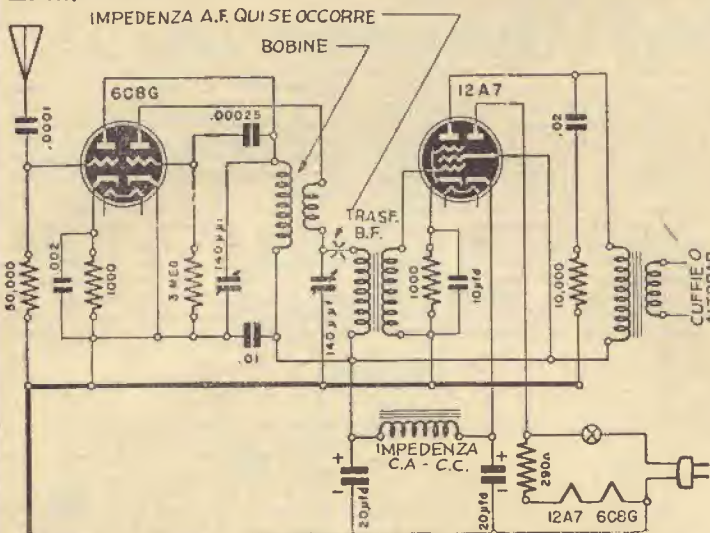 IMPEDENZA A.F. QUI SE OCCORRE
BOBINE
6C8G
12A7
.0001
.00025
.02
TRASF.
B.F.
50,000
.002
1000
3 MEG
140 µµf
.01
140 µµf
1000
10µfd
10,000
CUFFIE O
IMPEDENZA
C.A - C.C.
+
-
20µfd
+
-
20µfd
290Ω
12A7 6C8G